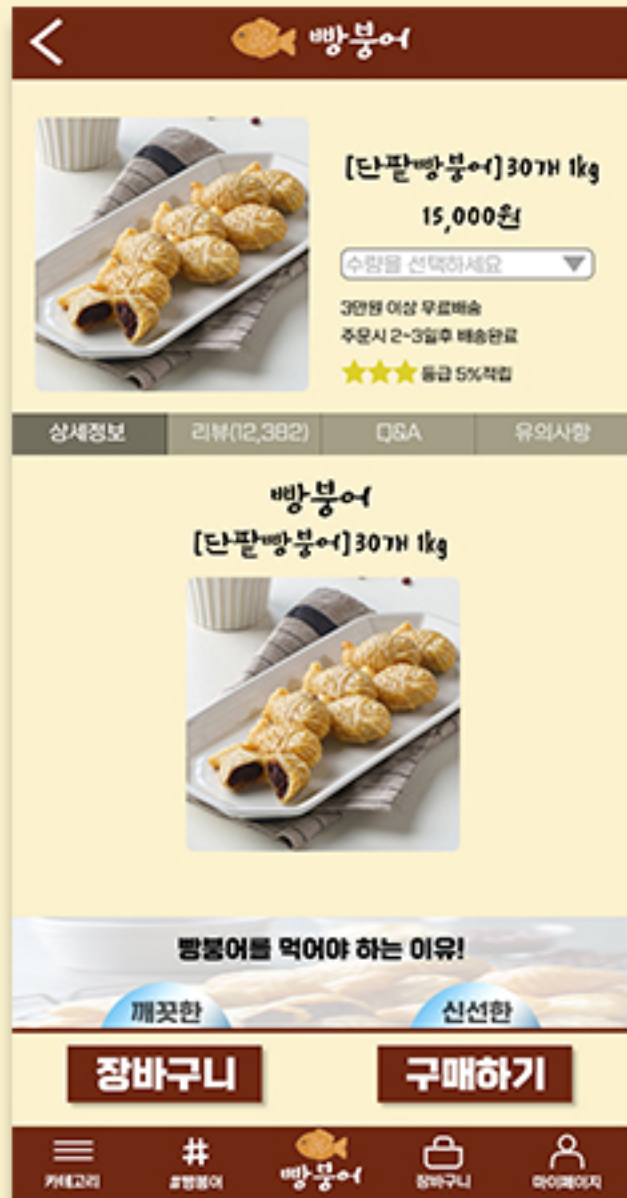 빵붕어
[단팥빵붕어]30개 1kg
15,000원
수량을 선택하세요
3만원 이상 무료배송
주문시 2~3일후 배송완료
등급 5%적립
상세정보 리뷰(12,382) Q&A 유의사항
빵붕어
[단팥빵붕어]30개 1kg
빵붕어를 먹어야 하는 이유!
깨끗한 신선한
장바구니 구매하기
카테고리 #빵붕어 빵붕어 장바구니 마이페이지